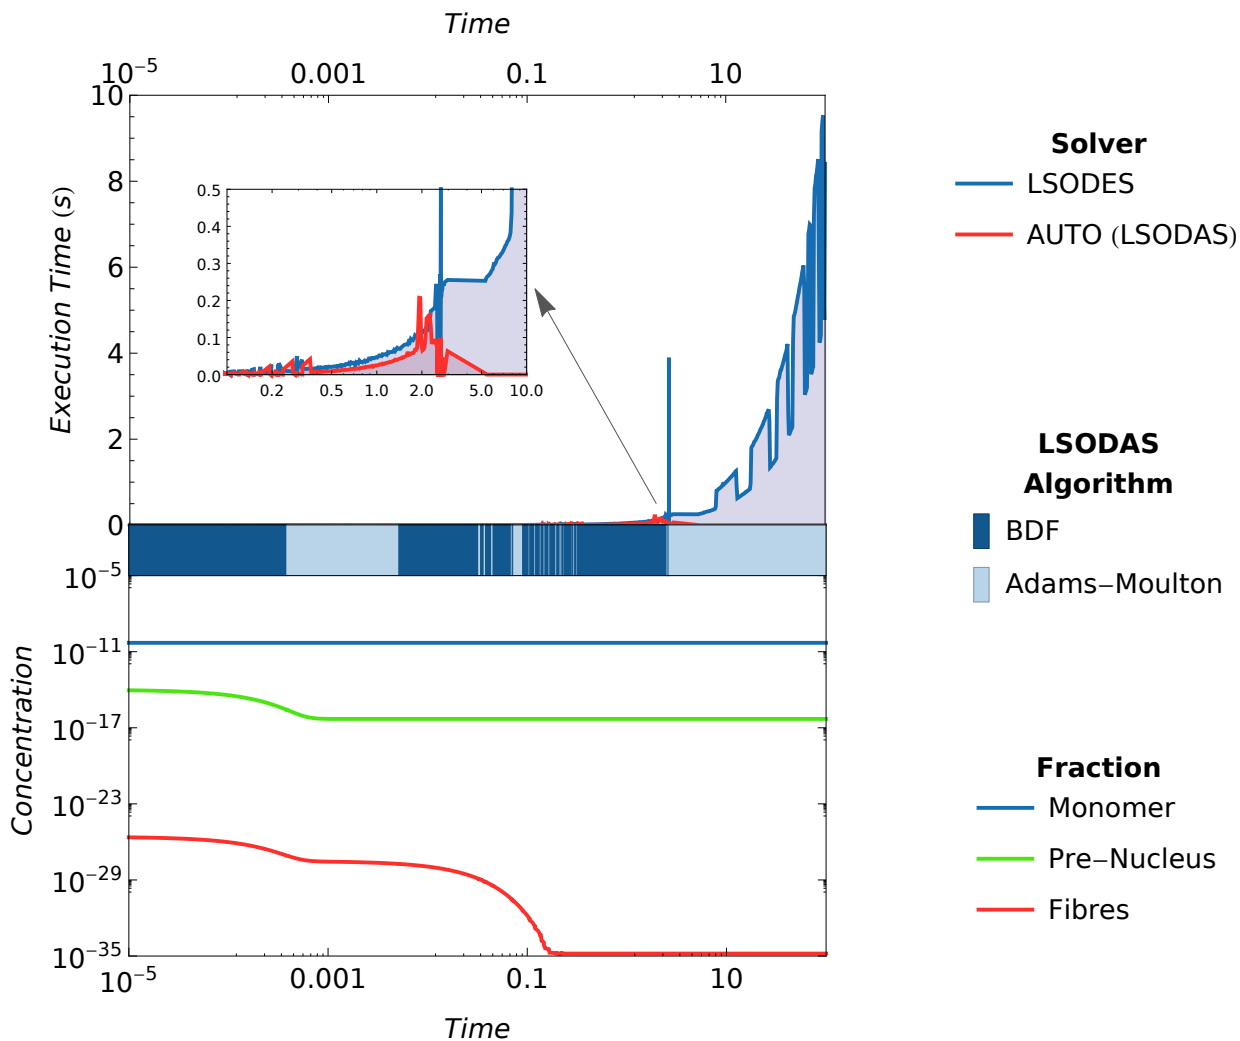 Time
10⁻⁵ 0.001 0.1 10
10
8
6
4
2
0
Execution Time (s)
0.5
0.4
0.3
0.2
0.1
0.0
0.2 0.5 1.0 2.0 5.0 10.0
Solver
LSODES
AUTO (LSODAS)
LSODAS
Algorithm
BDF
Adams−Moulton
10⁻⁵
10⁻¹¹
10⁻¹⁷
10⁻²³
10⁻²⁹
10⁻³⁵
Concentration
10⁻⁵ 0.001 0.1 10
Time
Fraction
Monomer
Pre−Nucleus
Fibres